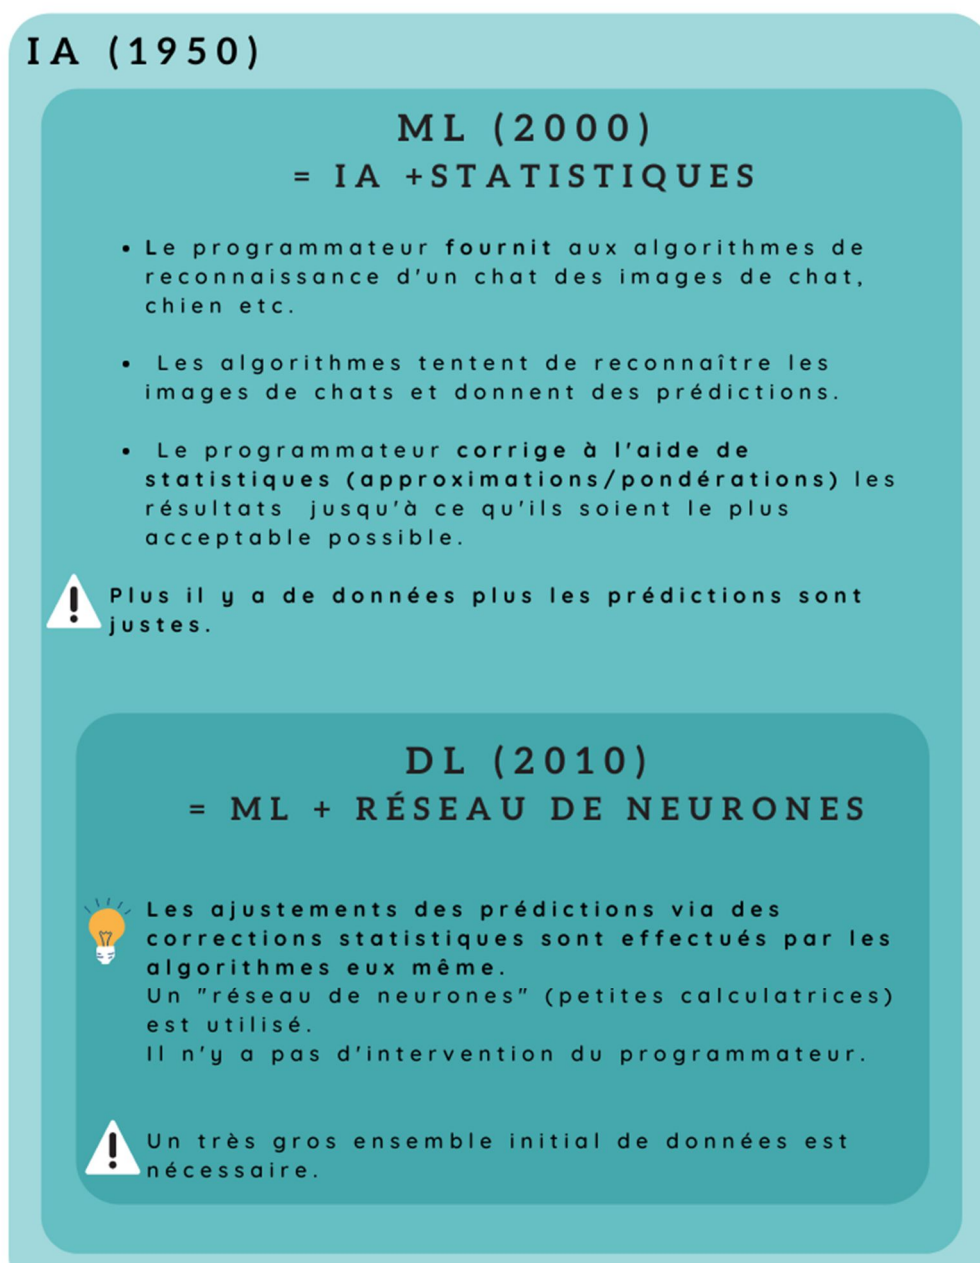 IA (1950)
ML (2000)
= IA +STATISTIQUES
• Le programmateur fournit aux algorithmes de
reconnaissance d'un chat des images de chat,
chien etc.
• Les algorithmes tentent de reconnaître les
images de chats et donnent des prédictions.
• Le programmateur corrige à l'aide de
statistiques (approximations/pondérations) les
résultats jusqu'à ce qu'ils soient le plus
acceptable possible.
Plus il y a de données plus les prédictions sont
justes.
DL (2010)
= ML + RÉSEAU DE NEURONES
Les ajustements des prédictions via des
corrections statistiques sont effectués par les
algorithmes eux même.
Un "réseau de neurones" (petites calculatrices)
est utilisé.
Il n'y a pas d'intervention du programmateur.
Un très gros ensemble initial de données est
nécessaire.